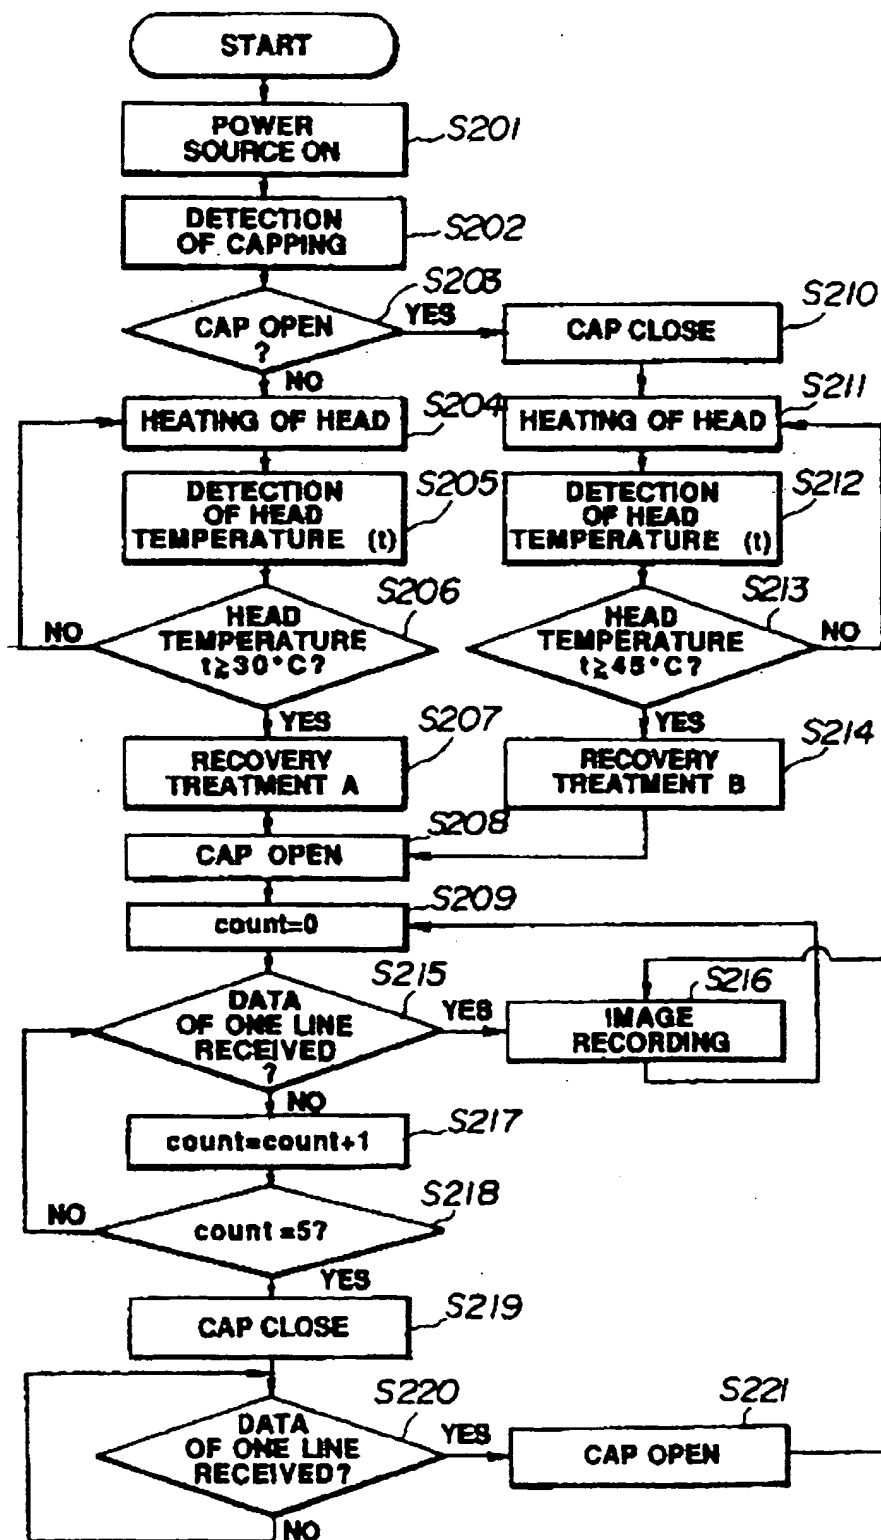 START
POWER
SOURCE ON
S201
DETECTION
OF CAPPING
S202
CAP OPEN
?
S203
YES
NO
CAP CLOSE
S210
HEATING OF HEAD
S204
HEATING OF HEAD
S211
DETECTION
OF HEAD
TEMPERATURE (t)
S205
DETECTION
OF HEAD
TEMPERATURE (t)
S212
HEAD
TEMPERATURE
t≧30°C?
S206
NO
YES
HEAD
TEMPERATURE
t≧45°C?
S213
NO
YES
RECOVERY
TREATMENT A
S207
RECOVERY
TREATMENT B
S214
CAP OPEN
S208
count=0
S209
DATA
OF ONE LINE
RECEIVED
?
S215
YES
NO
IMAGE
RECORDING
S216
count=count+1
S217
count=5?
S218
NO
YES
CAP CLOSE
S219
DATA
OF ONE LINE
RECEIVED?
S220
YES
NO
CAP OPEN
S221